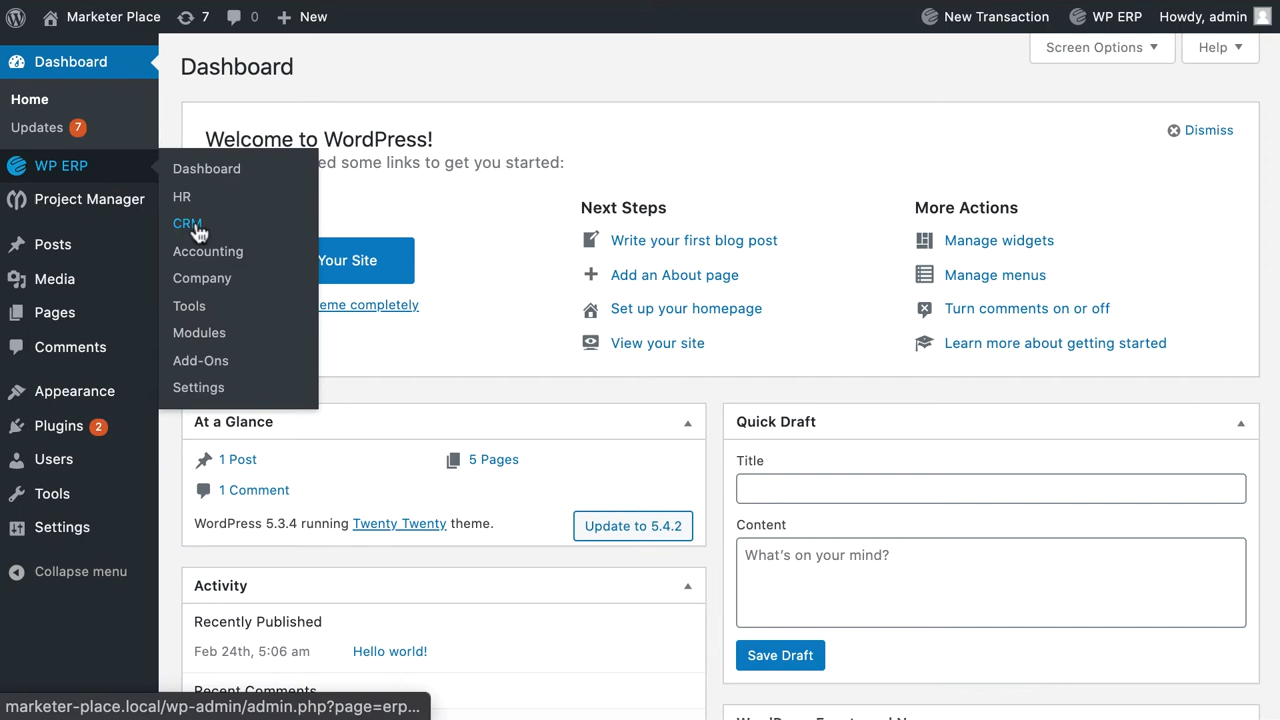 Marketer Place
7
0
New
New Transaction
WP ERP
Howdy, admin
Dashboard
Home
Updates 7
WP ERP
Project Manager
Posts
Media
Pages
Comments
Appearance
Plugins 2
Users
Tools
Settings
Collapse menu
Dashboard
HR
CRM
Accounting
Company
Tools
Modules
Add-Ons
Settings
Dashboard
Screen Options
Help
Welcome to WordPress!
ed some links to get you started:
Dismiss
Your Site
eme completely
Next Steps
Write your first blog post
Add an About page
Set up your homepage
View your site
More Actions
Manage widgets
Manage menus
Turn comments on or off
Learn more about getting started
At a Glance
1 Post
5 Pages
1 Comment
WordPress 5.3.4 running Twenty Twenty theme.
Update to 5.4.2
Activity
Recently Published
Feb 24th, 5:06 am
Hello world!
Recent Comments
Quick Draft
Title
Content
What's on your mind?
Save Draft
marketer-place.local/wp-admin/admin.php?page=erp...